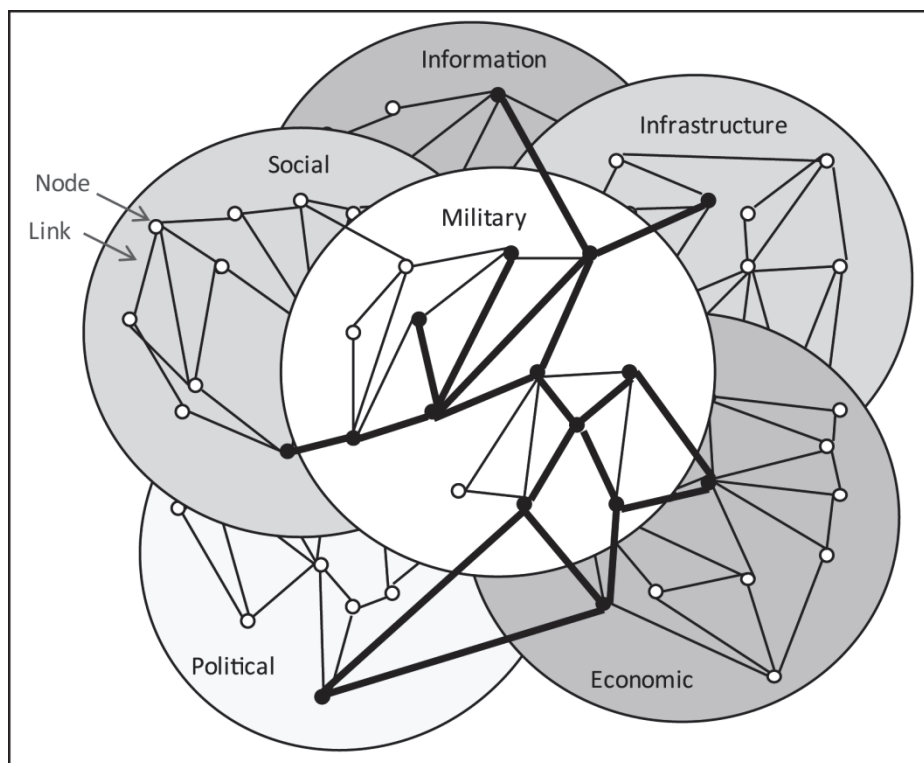 Information
Infrastructure
Social
Node
Military
Link
Political
Economic